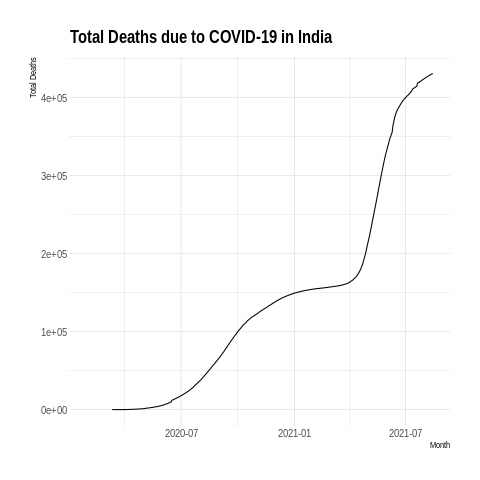 Total Deaths due to COVID-19 in India
Total Deaths
4e+05
3e+05
2e+05
1e+05
0e+00
2020-07 2021-01 2021-07
Month